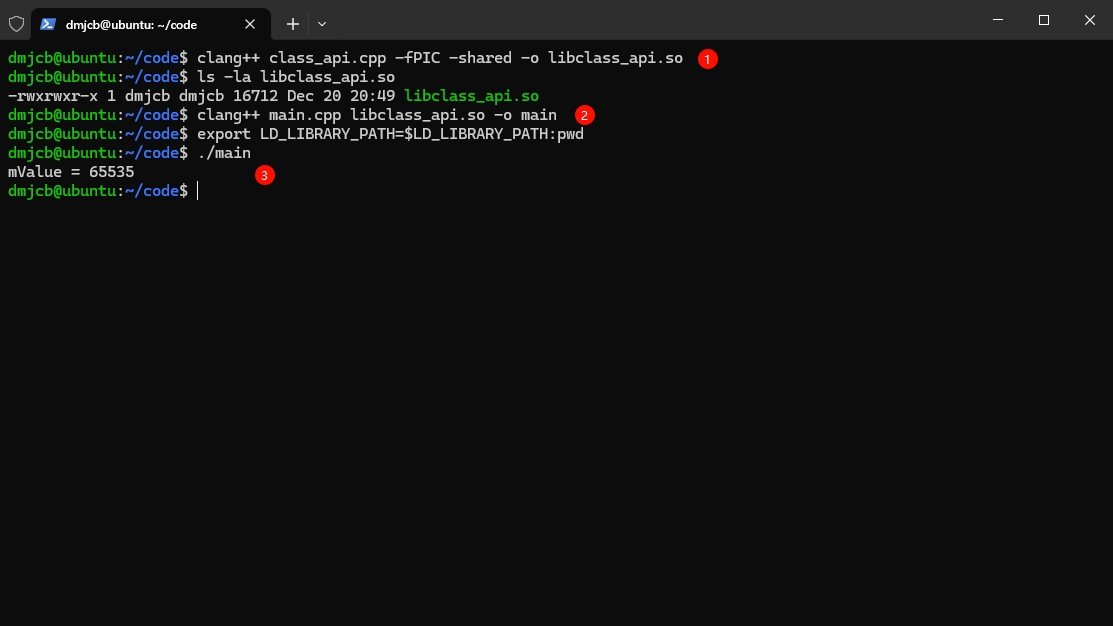 dmjcb@ubuntu: ~/code
dmjcb@ubuntu:~/code$ clang++ class_api.cpp -fPIC -shared -o libclass_api.so 1
dmjcb@ubuntu:~/code$ ls -la libclass_api.so
-rwxrwxr-x 1 dmjcb dmjcb 16712 Dec 20 20:49 libclass_api.so
dmjcb@ubuntu:~/code$ clang++ main.cpp libclass_api.so -o main 2
dmjcb@ubuntu:~/code$ export LD_LIBRARY_PATH=$LD_LIBRARY_PATH:pwd
dmjcb@ubuntu:~/code$ ./main
mValue = 65535 3
dmjcb@ubuntu:~/code$